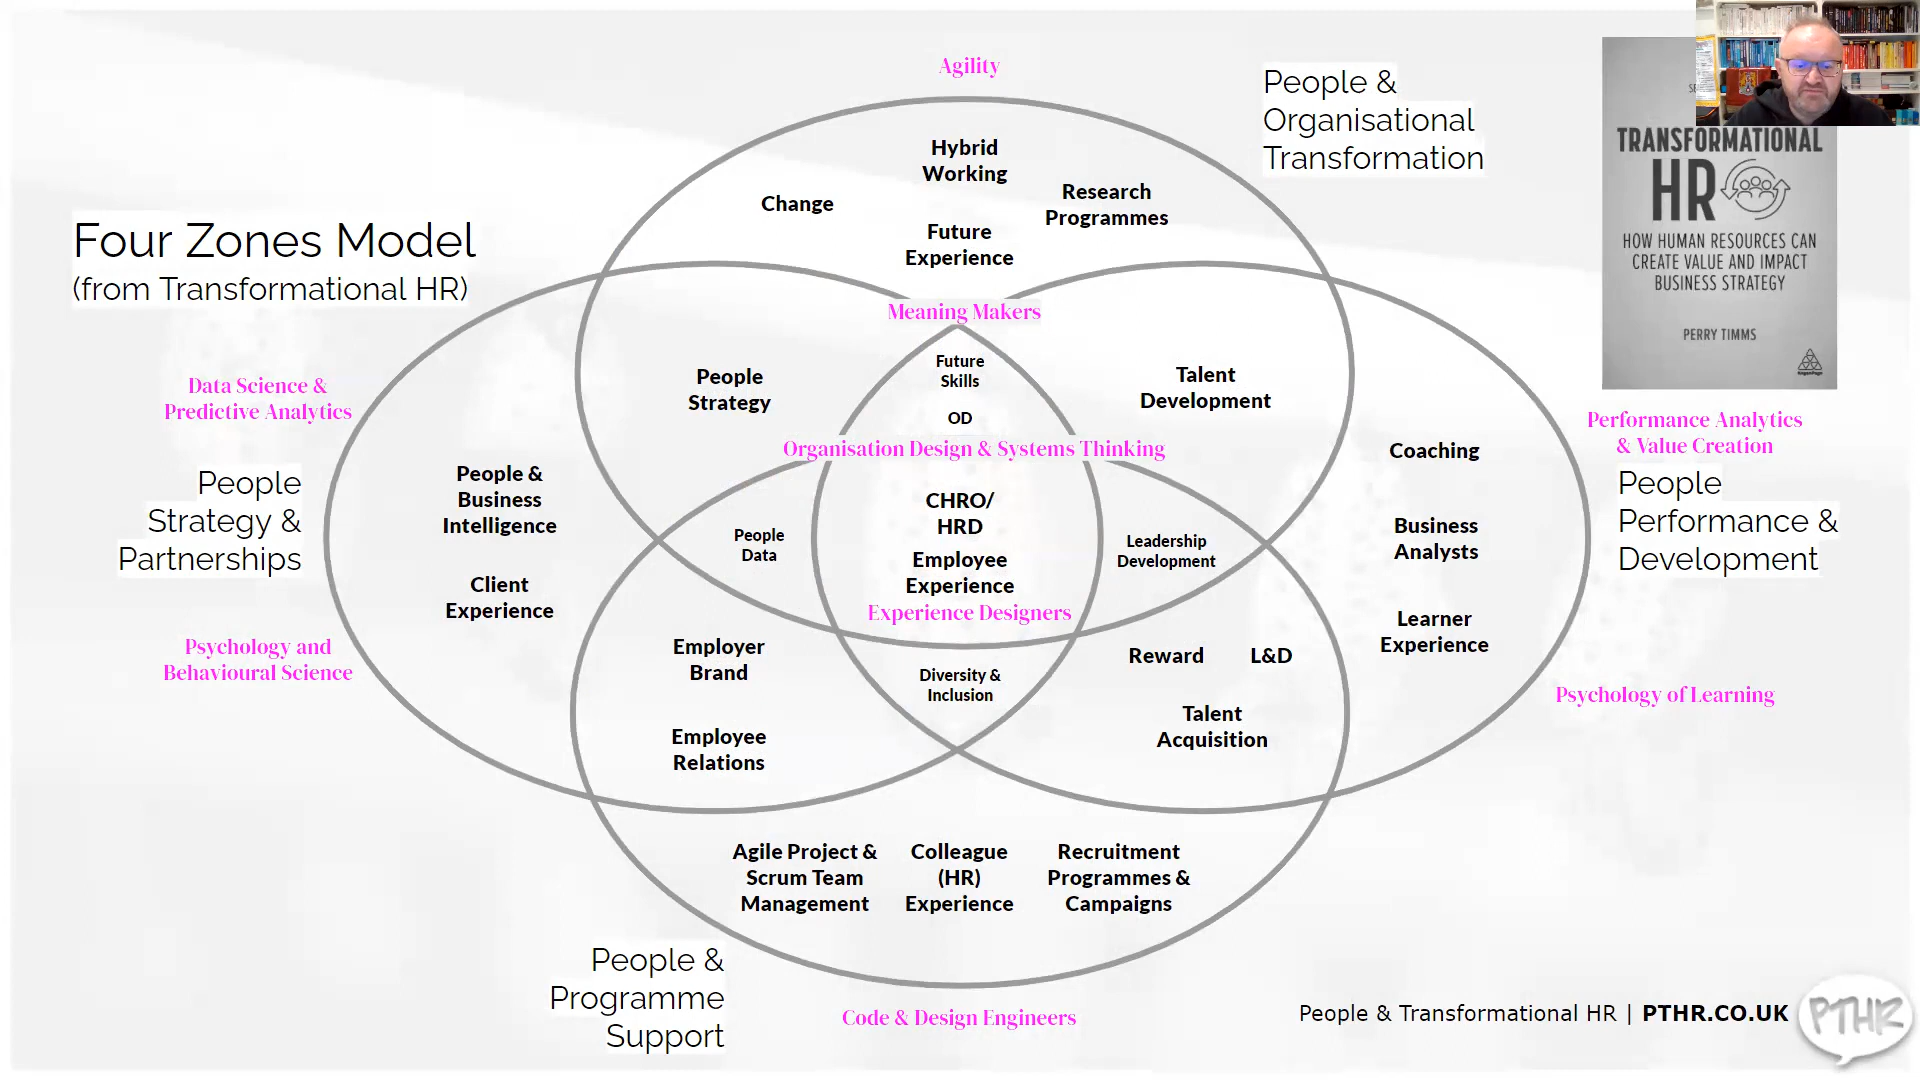 Agility
People &
Organisational
Transformation
TRANSFORMATIONAL
HR
HOW HUMAN RESOURCES CAN
CREATE VALUE AND IMPACT
BUSINESS STRATEGY
PERRY TIMMS
Four Zones Model
(from Transformational HR)
Hybrid
Working
Change
Research
Programmes
Future
Experience
Meaning Makers
Data Science &
Predictive Analytics
People
Strategy
Future
Skills
OD
Talent
Development
Performance Analytics
& Value Creation
Organisation Design & Systems Thinking
People
Strategy &
Partnerships
People &
Business
Intelligence
Client
Experience
People
Data
CHRO/
HRD
Employee
Experience
Experience Designers
Leadership
Development
Coaching
Business
Analysts
Learner
Experience
People
Performance &
Development
Psychology and
Behavioural Science
Employer
Brand
Employee
Relations
Diversity &
Inclusion
Reward
L&D
Talent
Acquisition
Psychology of Learning
Agile Project &
Scrum Team
Management
Colleague
(HR)
Experience
Recruitment
Programmes &
Campaigns
People &
Programme
Support
Code & Design Engineers
People & Transformational HR | PTHR.CO.UK
PTHR